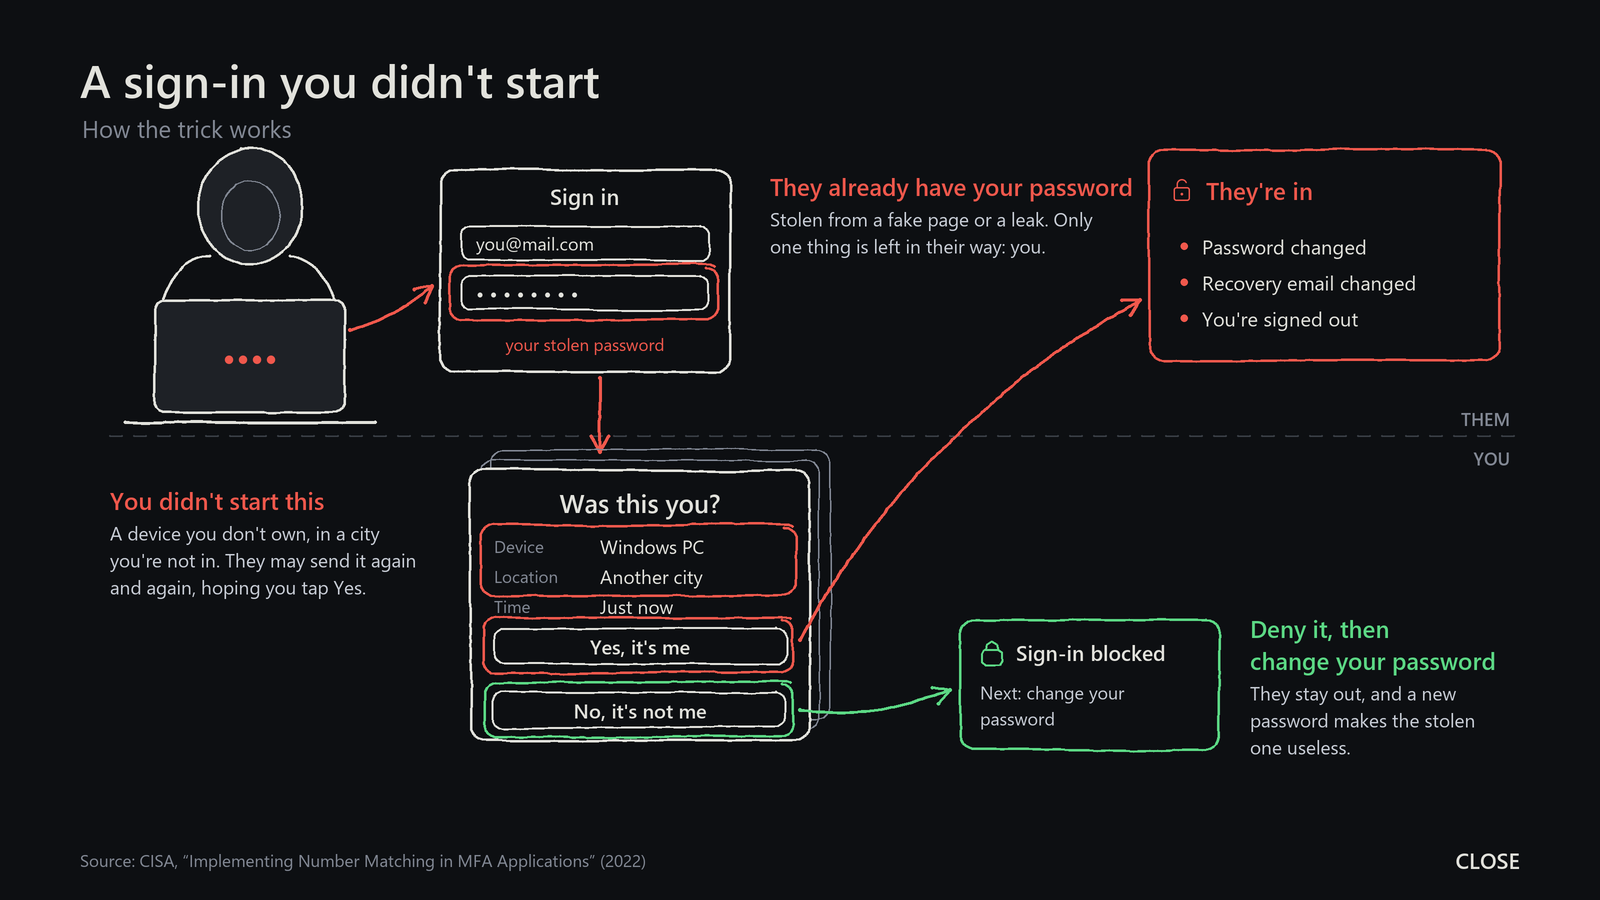 A sign-in you didn't start
How the trick works
Sign in
you@mail.com
your stolen password
They already have your password
Stolen from a fake page or a leak. Only
one thing is left in their way: you.
They're in
Password changed
Recovery email changed
You're signed out
THEM
YOU
You didn't start this
A device you don't own, in a city
you're not in. They may send it again
and again, hoping you tap Yes.
Was this you?
Device Windows PC
Location Another city
Time Just now
Yes, it's me
No, it's not me
Sign-in blocked
Next: change your
password
Deny it, then
change your password
They stay out, and a new
password makes the stolen
one useless.
Source: CISA, “Implementing Number Matching in MFA Applications” (2022)
CLOSE